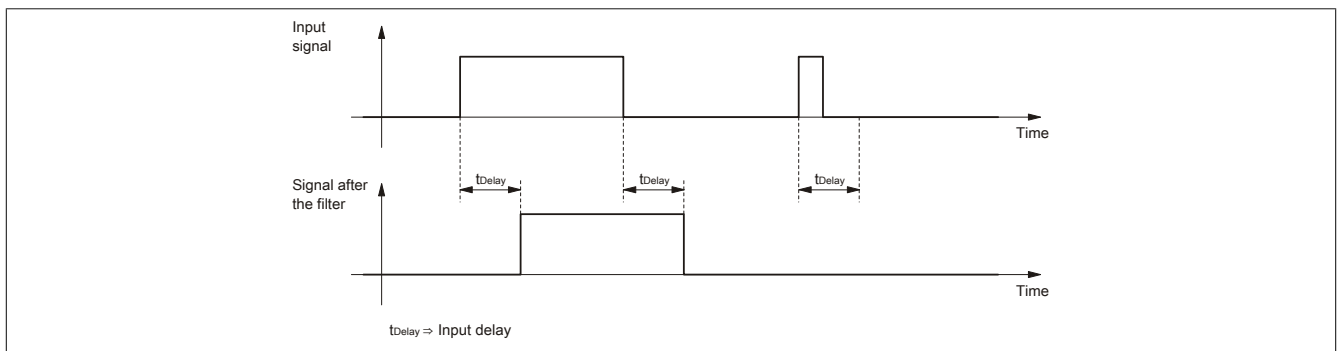 Input
signal
Time
tDelay
tDelay
tDelay
Signal after
the filter
Time
tDelay ⇒ Input delay